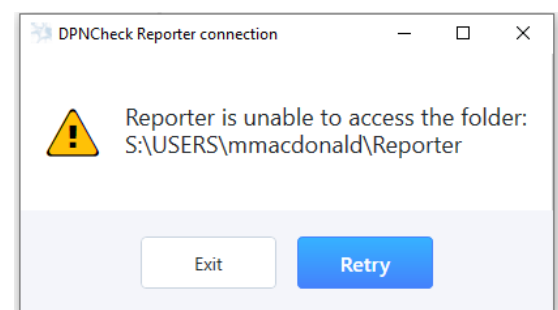 DPNCheck Reporter connection
Reporter is unable to access the folder:
S:\USERS\mmacdonald\Reporter
Exit
Retry